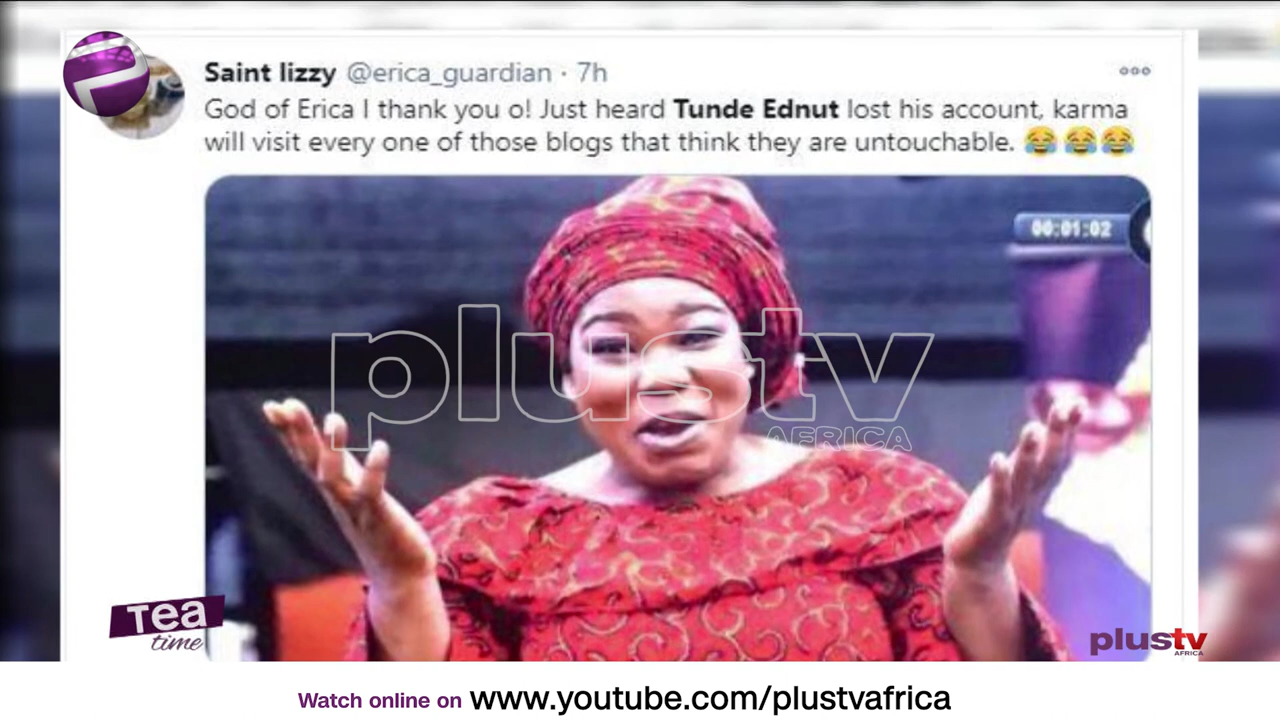 Saint lizzy @erica_guardian · 7h
God of Erica I thank you o! Just heard Tunde Ednut lost his account, karma
will visit every one of those blogs that think they are untouchable. 😂😂😂
00:01:02
plustv
AFRICA
Tea
time
plustv
AFRICA
Watch online on www.youtube.com/plustvafrica